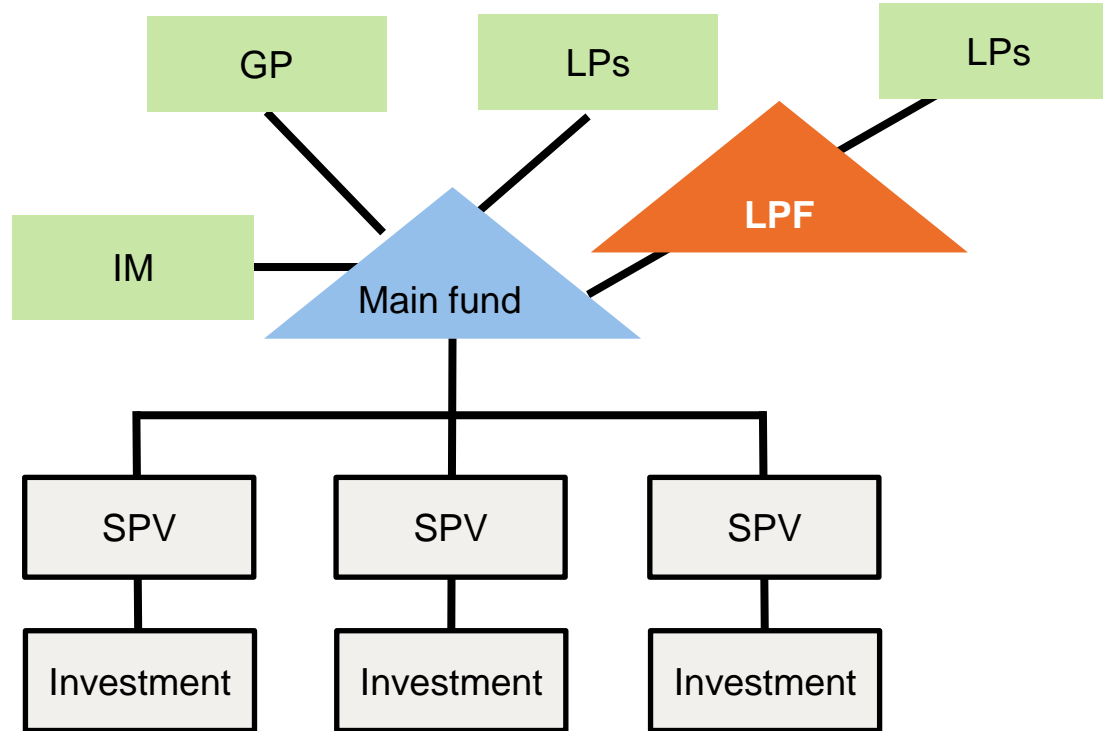 GP
LPs
LPs
LPF
IM
Main fund
SPV
SPV
SPV
Investment
Investment
Investment